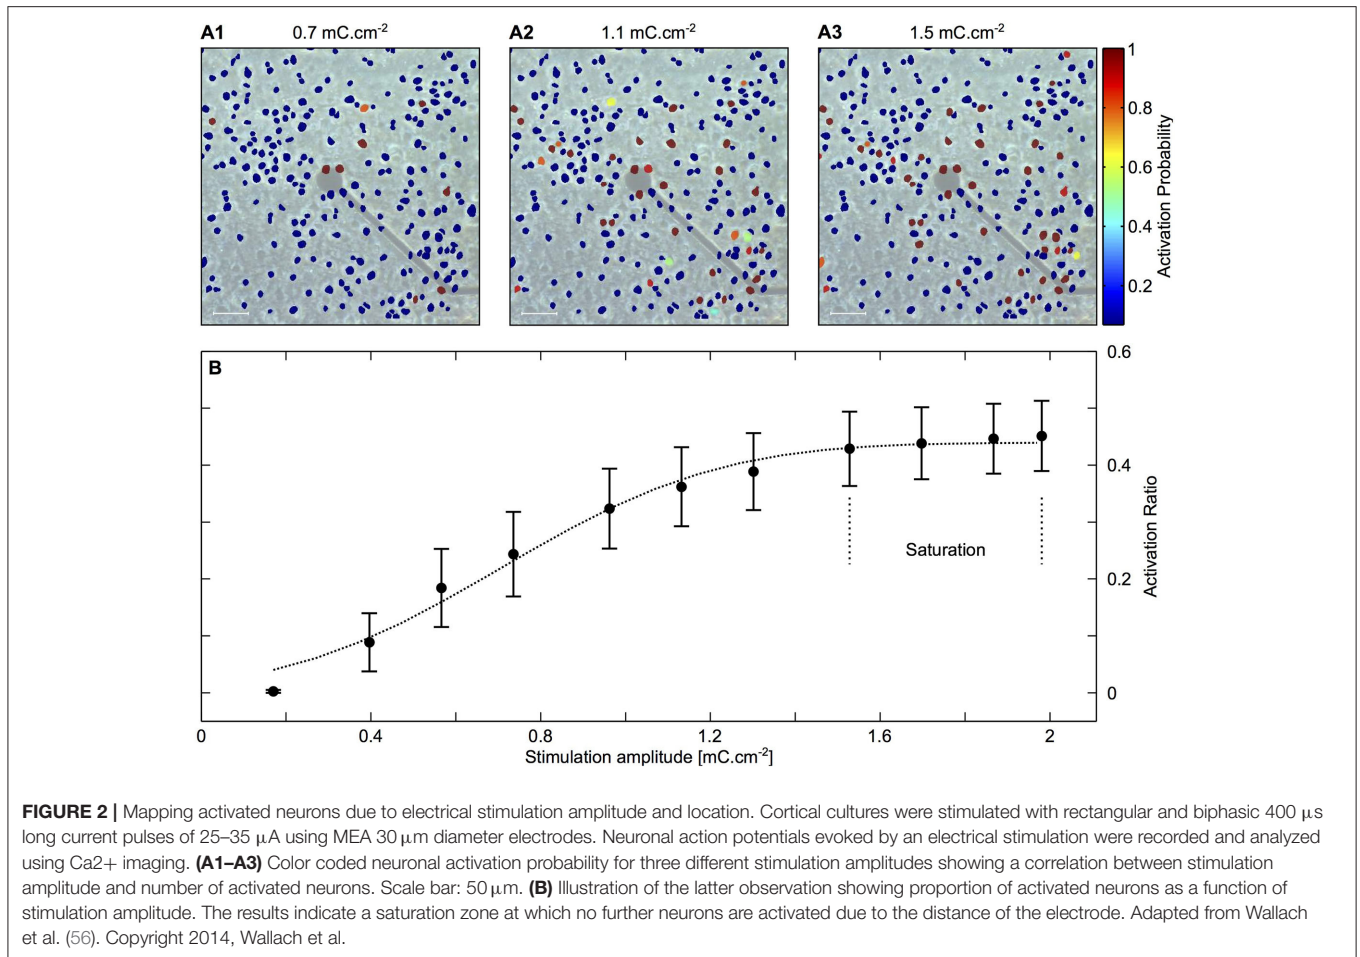 A1 0.7 mC.cm-2
A2 1.1 mC.cm-2
A3 1.5 mC.cm-2
1
0.8
0.6
0.4
0.2
Activation Probability
B
0.6
0.4
0.2
0
Activation Ratio
Saturation
0 0.4 0.8 1.2 1.6 2
Stimulation amplitude [mC.cm-2]
FIGURE 2 | Mapping activated neurons due to electrical stimulation amplitude and location. Cortical cultures were stimulated with rectangular and biphasic 400 μs
long current pulses of 25–35 μA using MEA 30 μm diameter electrodes. Neuronal action potentials evoked by an electrical stimulation were recorded and analyzed
using Ca2+ imaging. (A1–A3) Color coded neuronal activation probability for three different stimulation amplitudes showing a correlation between stimulation
amplitude and number of activated neurons. Scale bar: 50 μm. (B) Illustration of the latter observation showing proportion of activated neurons as a function of
stimulation amplitude. The results indicate a saturation zone at which no further neurons are activated due to the distance of the electrode. Adapted from Wallach
et al. (56). Copyright 2014, Wallach et al.